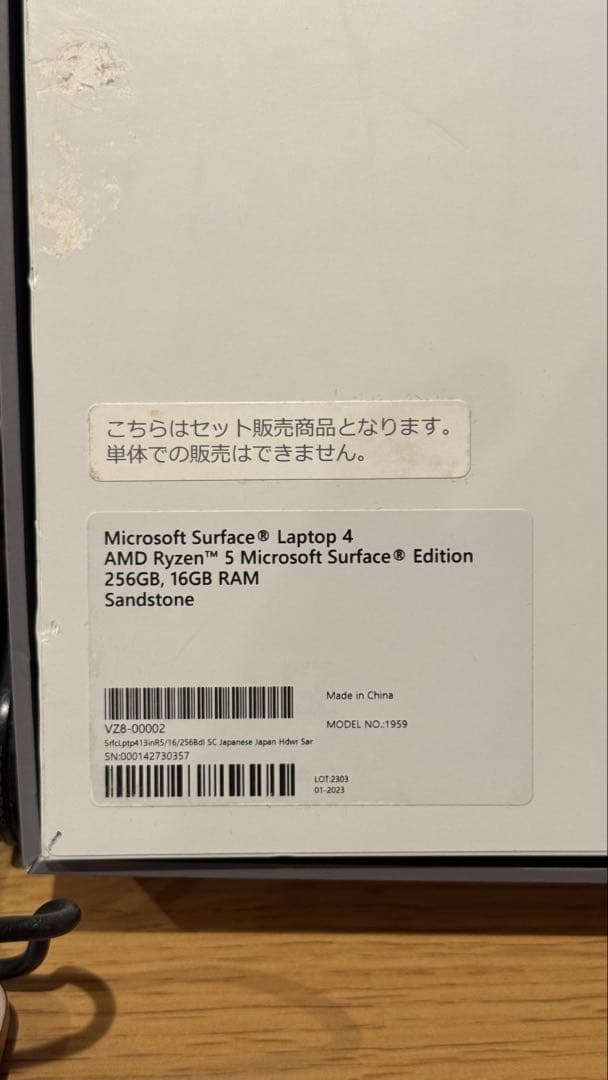 こちらはセット販売商品となります。
単体での販売はできません。
Microsoft Surface® Laptop 4
AMD Ryzen™ 5 Microsoft Surface® Edition
256GB, 16GB RAM
Sandstone
VZ8-00002
SrfcLptp413inR5/16/256Bdl SC Japanese Japan Hdwr Sar
SN:000142730357
Made in China
MODEL NO.:1959
LOT:2303
01-2023